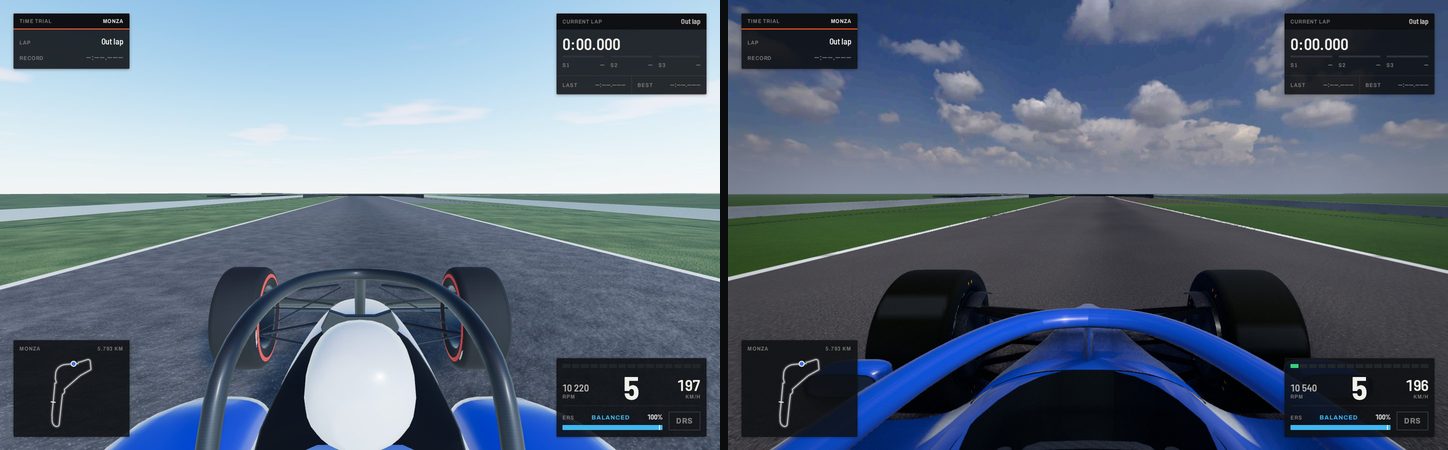 TIME TRIAL MONZA
LAP Out lap
RECORD -:--.---
CURRENT LAP Out lap
0:00.000
S1 – S2 – S3 –
LAST -:--.--- BEST -:--.---
MONZA 5.793 KM
10 220 RPM 5 197 KM/H
ERS BALANCED 100% DRS
TIME TRIAL MONZA
LAP Out lap
RECORD -:--.---
CURRENT LAP Out lap
0:00.000
S1 – S2 – S3 –
LAST -:--.--- BEST -:--.---
MONZA 5.793 KM
10 540 RPM 5 196 KM/H
ERS BALANCED 100% DRS